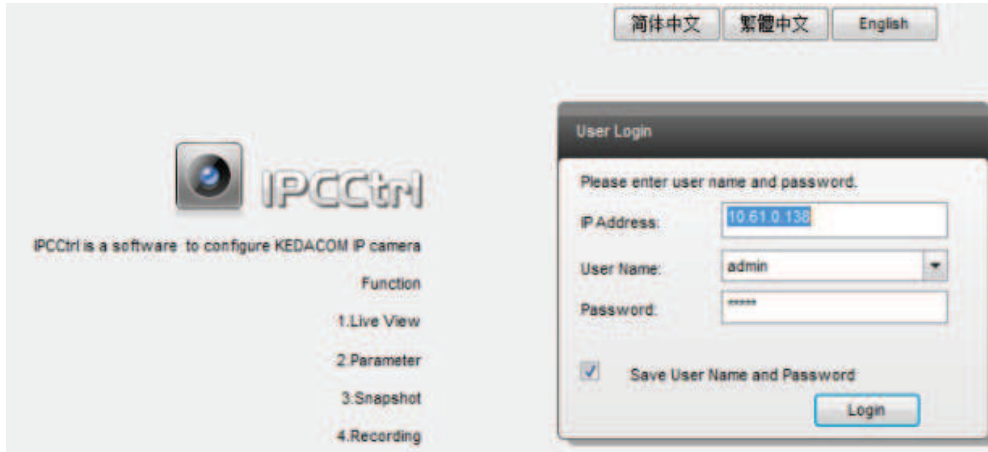 简体中文 繁體中文 English
User Login
IPCCtrl
IPCCtrl is a software to configure KEDACOM IP camera
Function
1.Live View
2.Parameter
3.Snapshot
4.Recording
Please enter user name and password.
IP Address: 10.61.0.138
User Name: admin
Password: *****
Save User Name and Password
Login